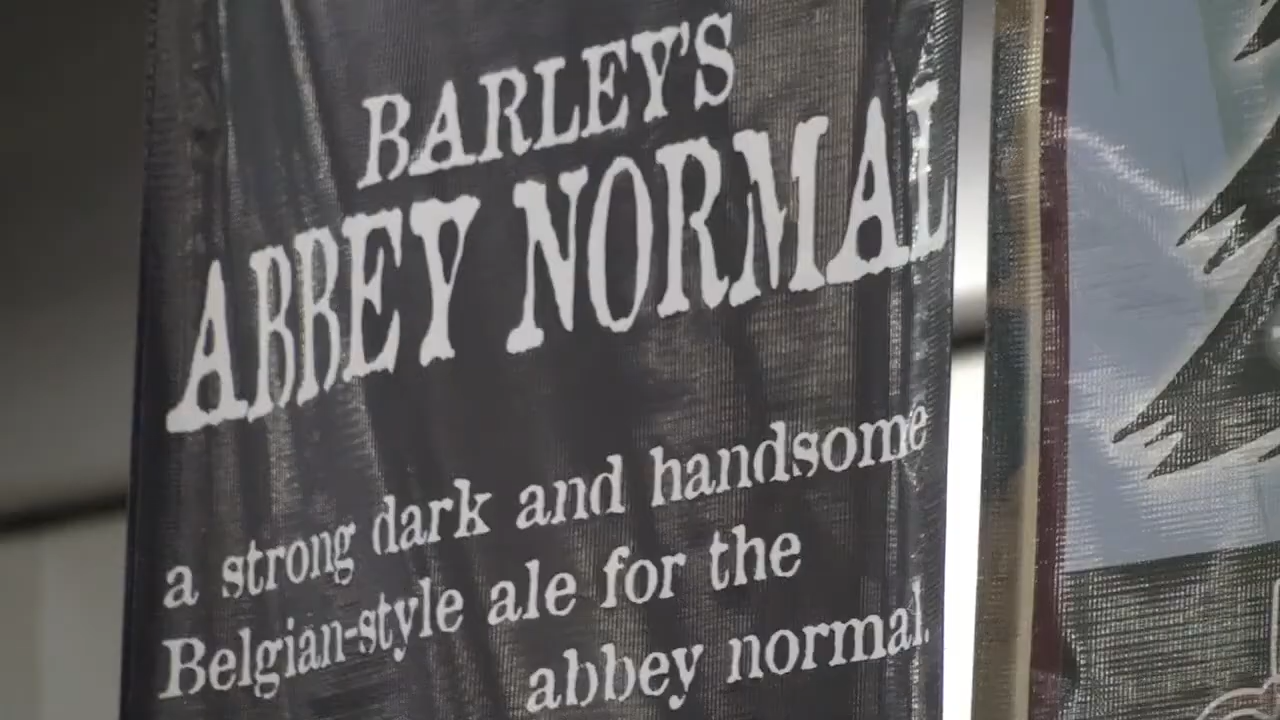 BARLEY'S
ABBEY NORMAL
a strong dark and handsome
Belgian-style ale for the
abbey normal.